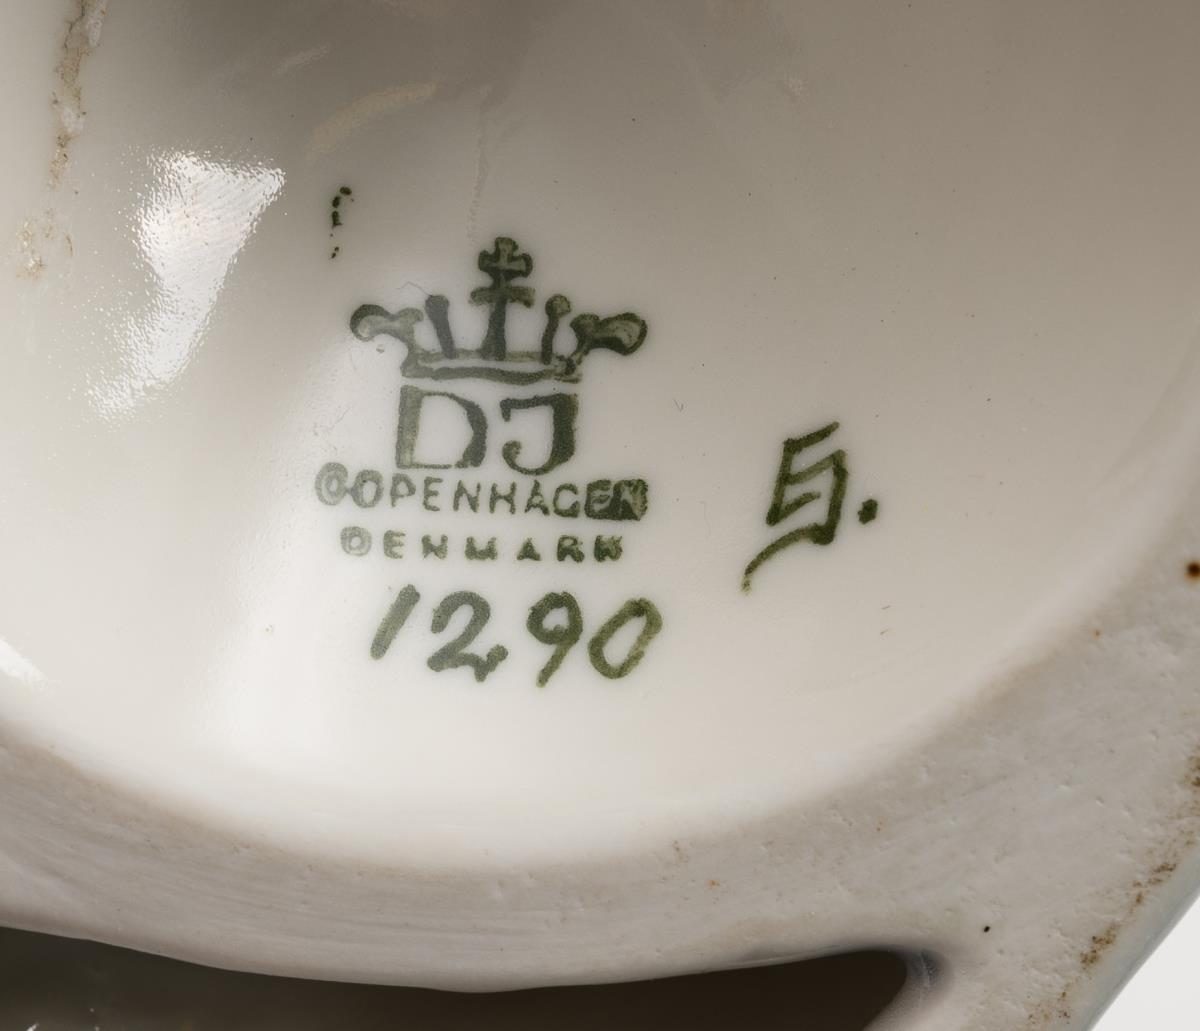 DJ
COPENHAGEN
DENMARK
1290
S.